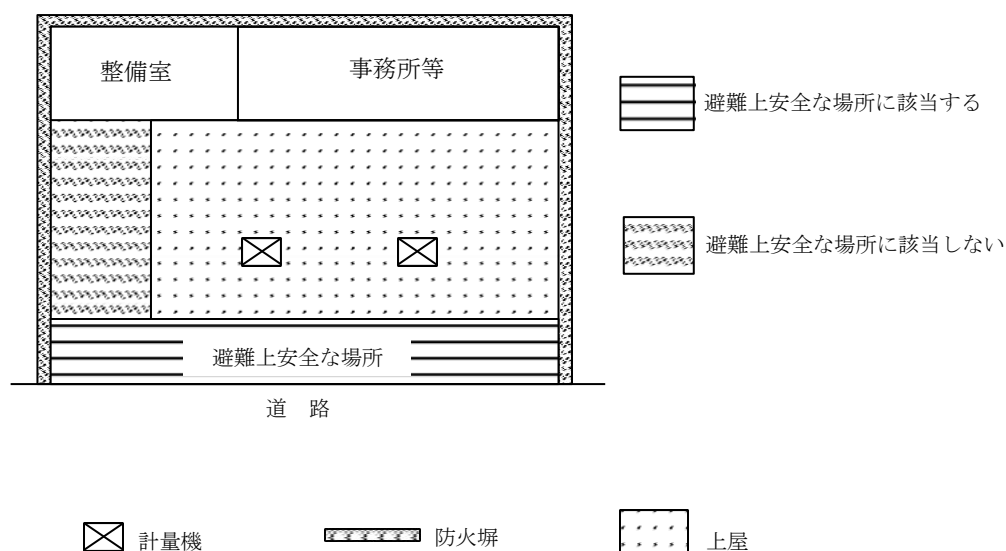 整備室
事務所等
避難上安全な場所に該当する
避難上安全な場所に該当しない
避難上安全な場所
道 路
計量機
防火塀
上屋